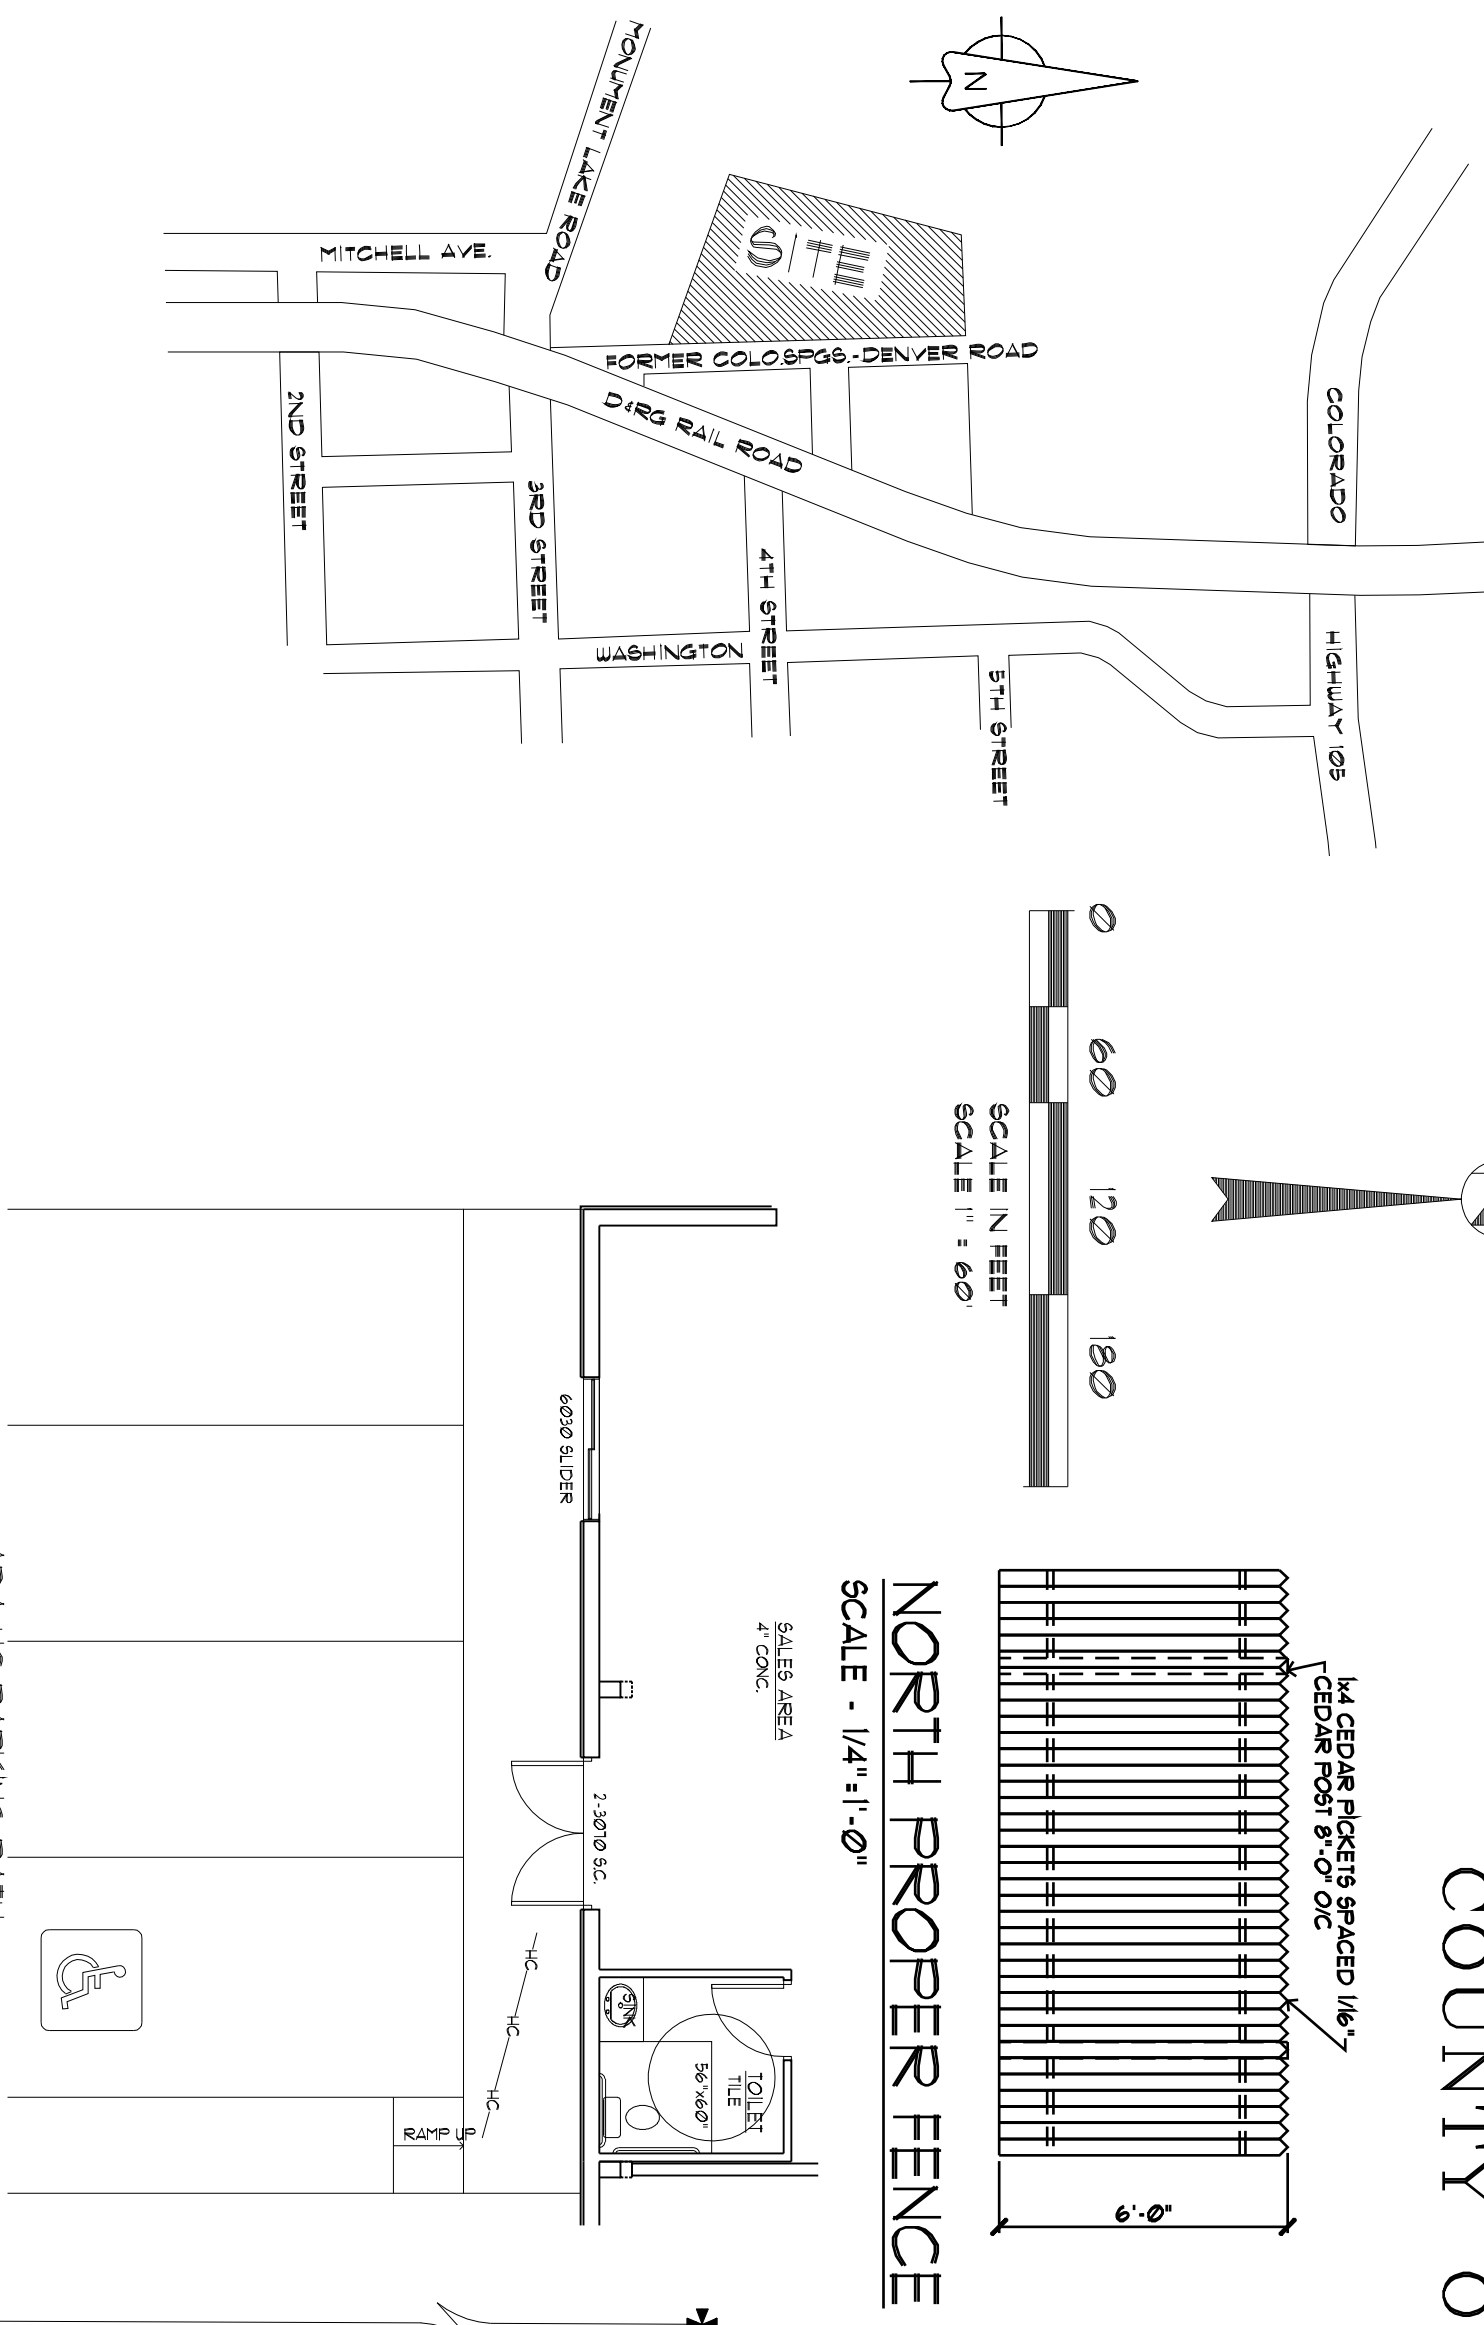 N
MONUMENT LAKE ROAD
MITCHELL AVE.
SITE
FORMER COLO.SPGS.-DENVER ROAD
D&RG RAIL ROAD
COLORADO
HIGHWAY 105
2ND STREET
3RD STREET
4TH STREET
5TH STREET
WASHINGTON
0 60 120 180
SCALE IN FEET
SCALE 1" = 60'
COUNTY O
1x4 CEDAR PICKETS SPACED 1/16"
CEDAR POST 8"-0" O/C
6'-0"
NORTH PROPERER FENCE
SCALE - 1/4"=1'-0"
SALES AREA
4" CONC.
6030 SLIDER
2-3070 S.C.
HC
HC
HC
SINK
TOILET
TILE
56"x60"
RAMP UP